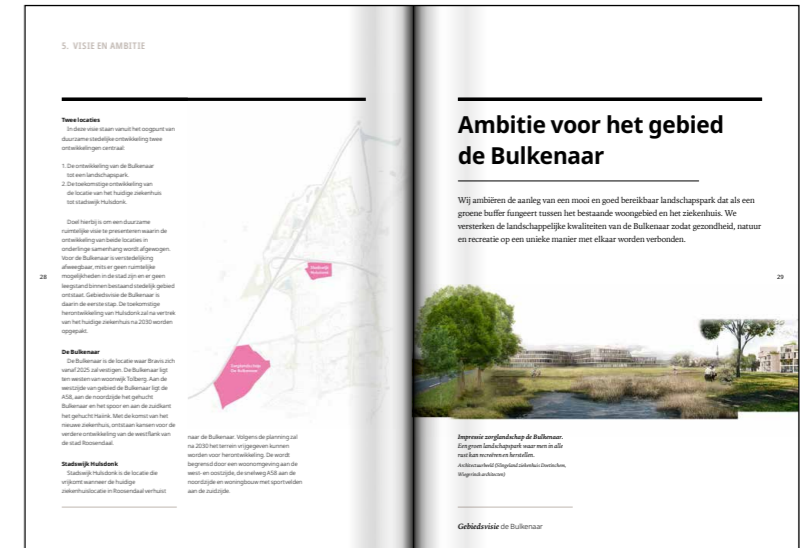 5. VISIE EN AMBITIE
Twee locaties
In deze visie staan vanuit het oogpunt van
duurzame stedelijke ontwikkeling twee
ontwikkelingen centraal:
1. De ontwikkeling van de Bulkenaar
tot een landschapspark.
2. De toekomstige ontwikkeling van
de locatie van het huidige ziekenhuis
tot stadswijk Hulsdonk.
Doel hierbij is om een duurzame
ruimtelijke visie te presenteren waarin de
ontwikkeling van beide locaties in
onderlinge samenhang wordt afgewogen.
Voor de Bulkenaar is verstedelijking
afweegbaar, mits er geen ruimtelijke
mogelijkheden in de stad zijn en er geen
leegstand binnen bestaand stedelijk gebied
ontstaat. Gebiedsvisie de Bulkenaar is
daarin de eerste stap. De toekomstige
herontwikkeling van Hulsdonk zal na vertrek
van het huidige ziekenhuis na 2030 worden
opgepakt.
28
De Bulkenaar
De Bulkenaar is de locatie waar Bravis zich
vanaf 2025 zal vestigen. De Bulkenaar ligt
ten westen van woonwijk Tolberg. Aan de
westzijde van gebied de Bulkenaar ligt de
A58, aan de noordzijde het gehucht
Bulkenaar en het spoor en aan de zuidkant
het gehucht Haiink. Met de komst van het
nieuwe ziekenhuis, ontstaan kansen voor de
verdere ontwikkeling van de westflank van
de stad Roosendaal.
Stadswijk Hulsdonk
Stadswijk Hulsdonk is de locatie die
vrijkomt wanneer de huidige
ziekenhuislocatie in Roosendaal verhuist
naar de Bulkenaar. Volgens de planning zal
na 2030 het terrein vrijgegeven kunnen
worden voor herontwikkeling. De wordt
begrensd door een woonomgeving aan de
west- en oostzijde, de snelweg A58 aan de
noordzijde en woningbouw met sportvelden
aan de zuidzijde.
Stadswijk
Hulsdonk
Zorglandschap
De Bulkenaar
Ambitie voor het gebied
de Bulkenaar
Wij ambiëren de aanleg van een mooi en goed bereikbaar landschapspark dat als een
groene buffer fungeert tussen het bestaande woongebied en het ziekenhuis. We
versterken de landschappelijke kwaliteiten van de Bulkenaar zodat gezondheid, natuur
en recreatie op een unieke manier met elkaar worden verbonden.
29
Impressie zorglandschap de Bulkenaar.
Een groen landschapspark waar men in alle
rust kan recreëren en herstellen.
Architectuurbeeld (Slingeland ziekenhuis Doetinchem,
Wiegerinck architecten)
Gebiedsvisie de Bulkenaar